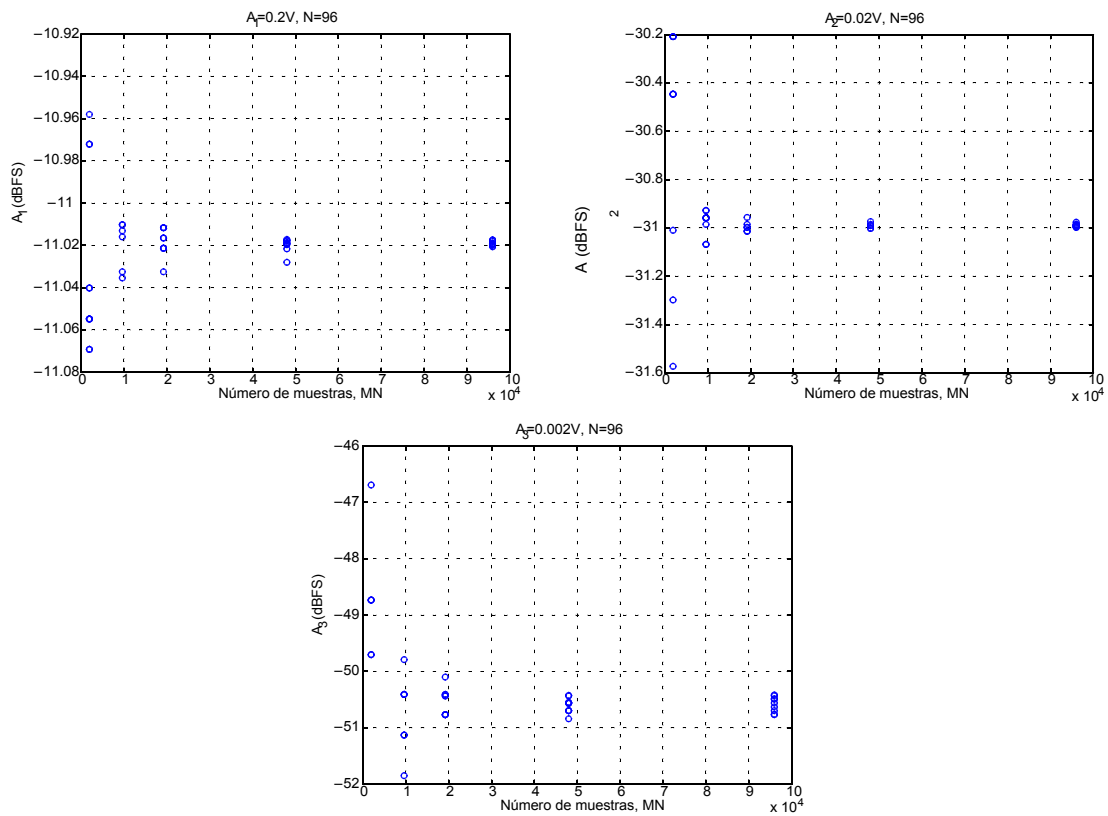 A1=0.2V, N=96
−10.92
−10.94
−10.96
−10.98
−11
−11.02
−11.04
−11.06
−11.08
A1 (dBFS)
0 1 2 3 4 5 6 7 8 9 10
Número de muestras, MN
x 10^4
A2=0.02V, N=96
−30.2
−30.4
−30.6
−30.8
−31
−31.2
−31.4
−31.6
A2 (dBFS)
0 1 2 3 4 5 6 7 8 9 10
Número de muestras, MN
x 10^4
A3=0.002V, N=96
−46
−47
−48
−49
−50
−51
−52
A3 (dBFS)
0 1 2 3 4 5 6 7 8 9 10
Número de muestras, MN
x 10^4